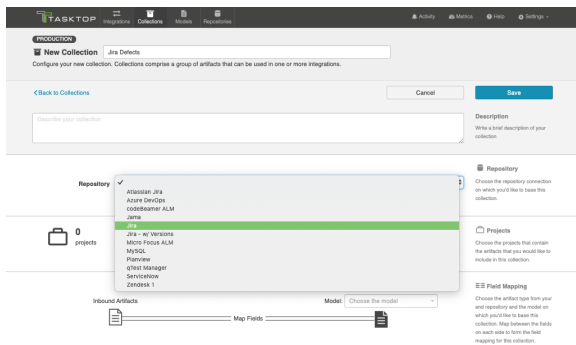 TASKTOP
Integrations
Collections
Models
Repositories
Activity
Metrics
Help
Settings
PRODUCTION
New Collection
Jira Defects
Configure your new collection. Collections comprise a group of artifacts that can be used in one or more integrations.
Back to Collections
Cancel
Save
Describe your collection
Description
Write a brief description of your
collection
Repository
Atlassian Jira
Azure DevOps
codeBeamer ALM
Jama
Jira
Jira - w/ Versions
Micro Focus ALM
MySQL
Planview
qTest Manager
ServiceNow
Zendesk 1
Repository
Choose the repository connection
on which you'd like to base this
collection.
0
projects
Projects
Choose the projects that contain
the artifacts that you would like to
include in this collection.
Inbound Artifacts
Model:
Choose the model
Map Fields
Field Mapping
Choose the artifact type from your
end repository and the model on
which you'd like to base this
collection. Map between the fields
on each side to form the field
mapping for this collection.